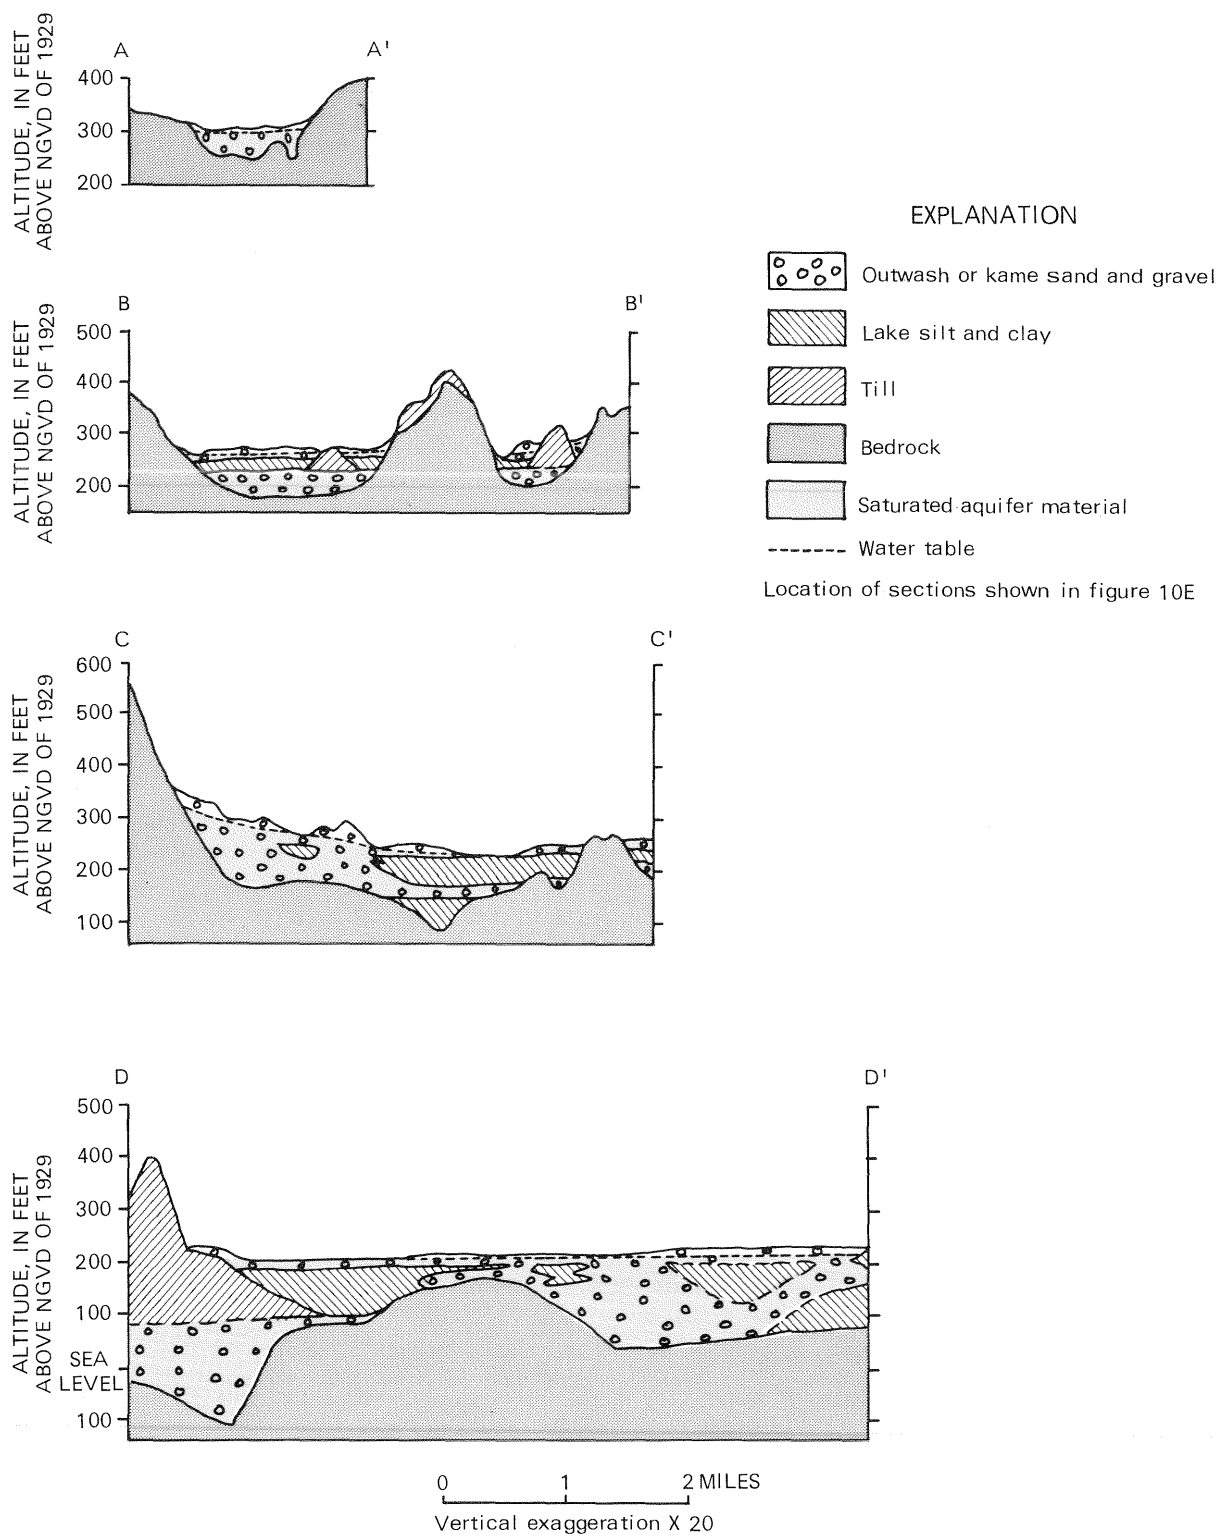 A A'
ALTITUDE, IN FEET
ABOVE NGVD OF 1929
400
300
200
EXPLANATION
Outwash or kame sand and gravel
Lake silt and clay
Till
Bedrock
Saturated aquifer material
Water table
Location of sections shown in figure 10E
B B'
ALTITUDE, IN FEET
ABOVE NGVD OF 1929
500
400
300
200
C C'
ALTITUDE, IN FEET
ABOVE NGVD OF 1929
600
500
400
300
200
100
D D'
ALTITUDE, IN FEET
ABOVE NGVD OF 1929
500
400
300
200
100
SEA
LEVEL
100
0 1 2 MILES
Vertical exaggeration X 20